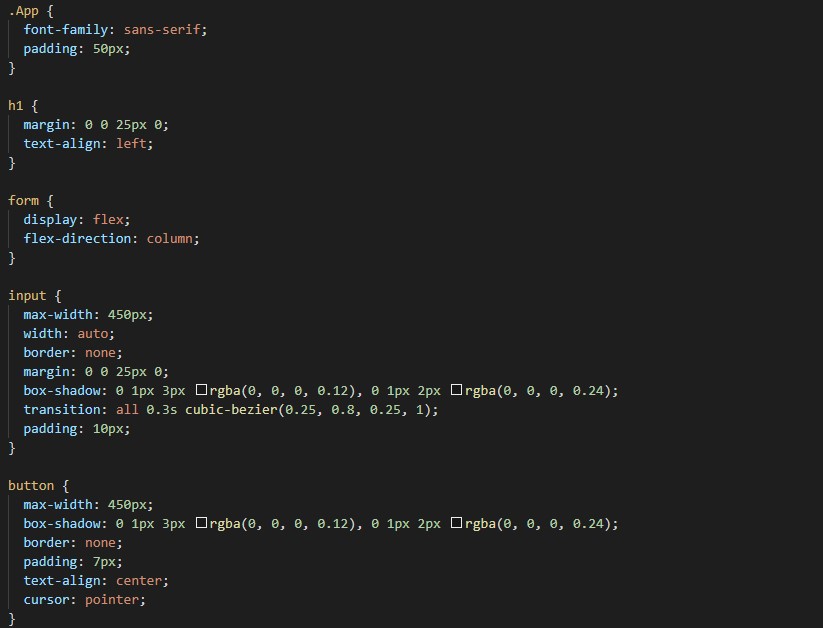 .App {
  font-family: sans-serif;
  padding: 50px;
}

h1 {
  margin: 0 0 25px 0;
  text-align: left;
}

form {
  display: flex;
  flex-direction: column;
}

input {
  max-width: 450px;
  width: auto;
  border: none;
  margin: 0 0 25px 0;
  box-shadow: 0 1px 3px rgba(0, 0, 0, 0.12), 0 1px 2px rgba(0, 0, 0, 0.24);
  transition: all 0.3s cubic-bezier(0.25, 0.8, 0.25, 1);
  padding: 10px;
}

button {
  max-width: 450px;
  box-shadow: 0 1px 3px rgba(0, 0, 0, 0.12), 0 1px 2px rgba(0, 0, 0, 0.24);
  border: none;
  padding: 7px;
  text-align: center;
  cursor: pointer;
}